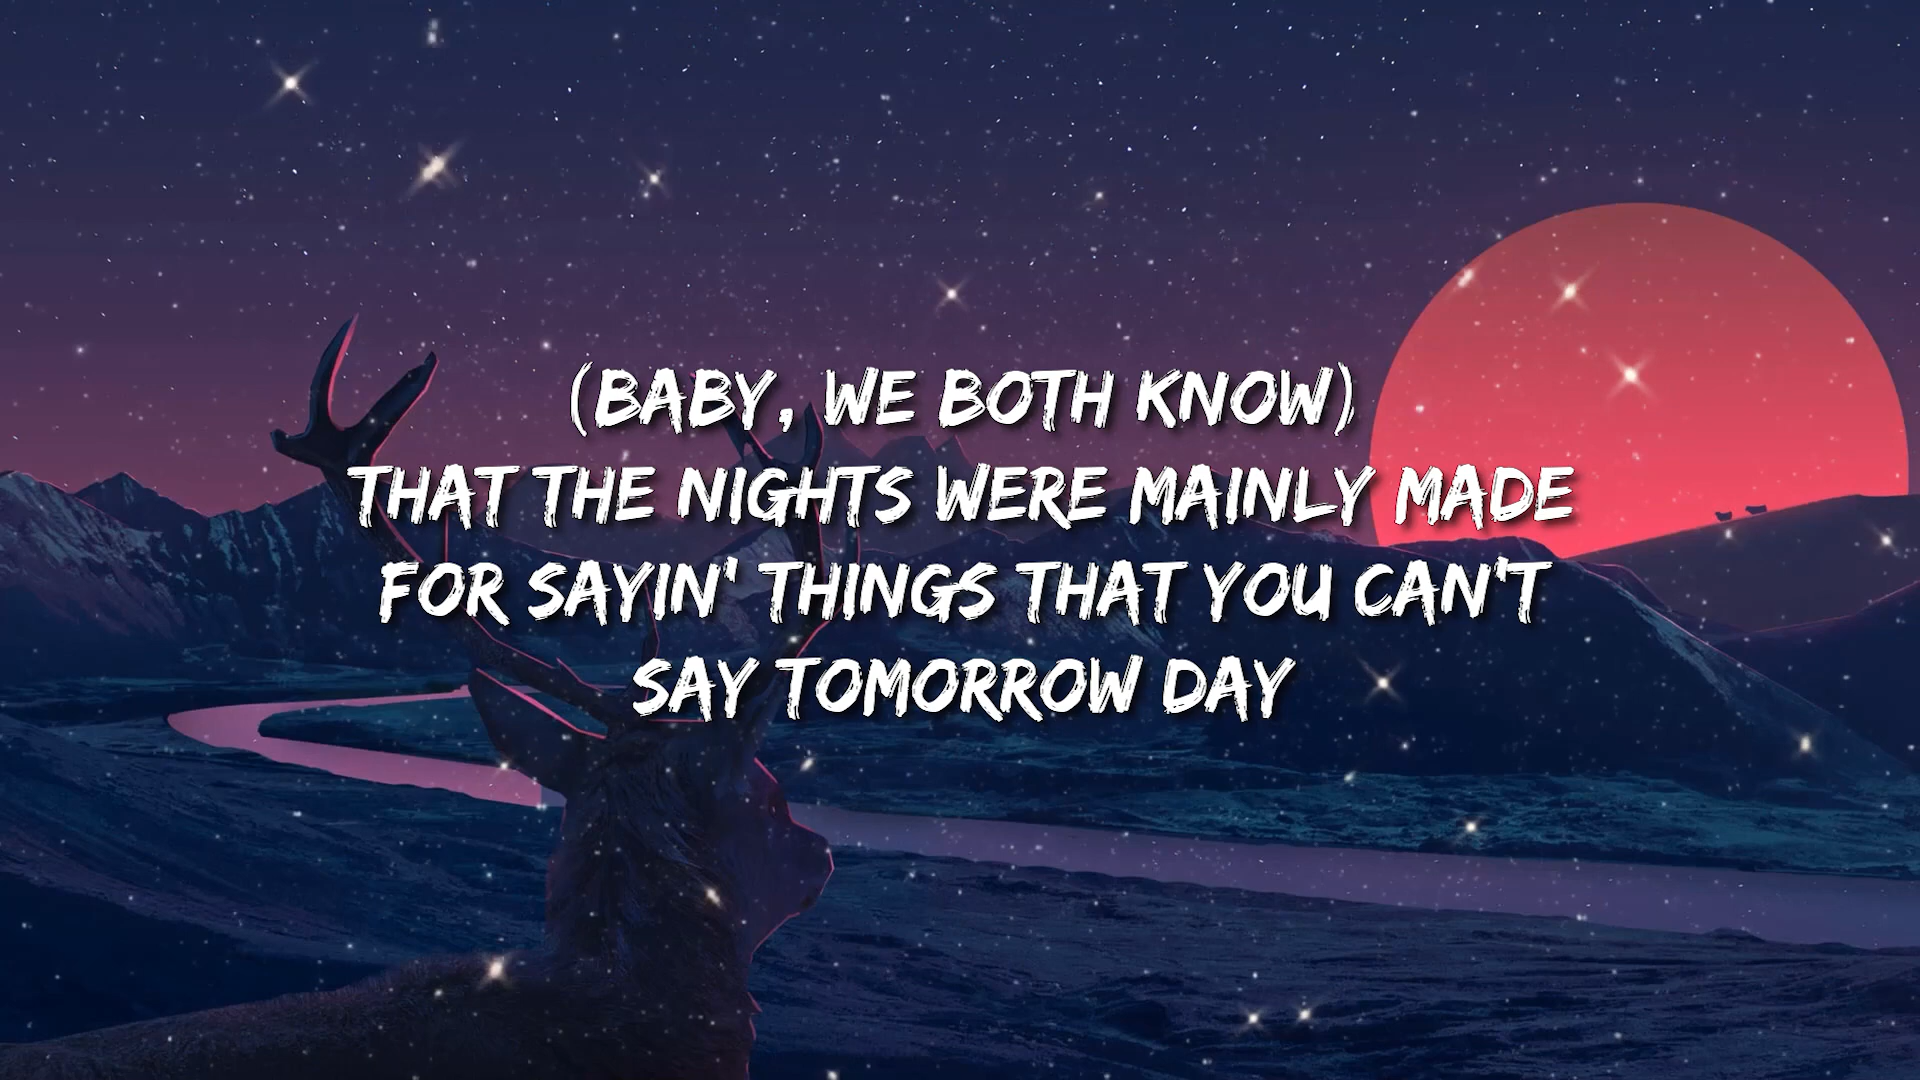 (BABY, WE BOTH KNOW)
THAT THE NIGHTS WERE MAINLY MADE
FOR SAYIN' THINGS THAT YOU CAN'T
SAY TOMORROW DAY